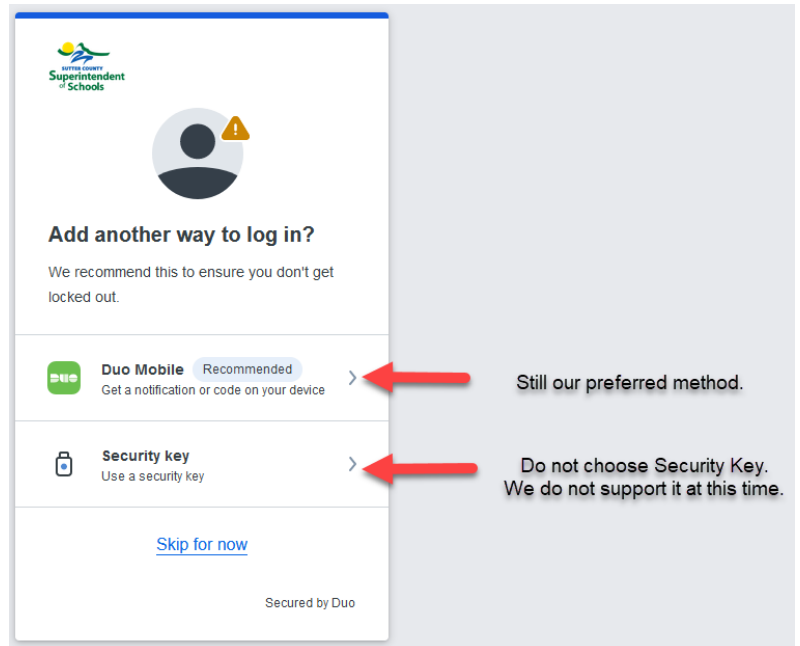 SUTTER COUNTY
Superintendent
of Schools
Add another way to log in?
We recommend this to ensure you don't get
locked out.
Duo Mobile Recommended
Get a notification or code on your device
Still our preferred method.
Security key
Use a security key
Do not choose Security Key.
We do not support it at this time.
Skip for now
Secured by Duo